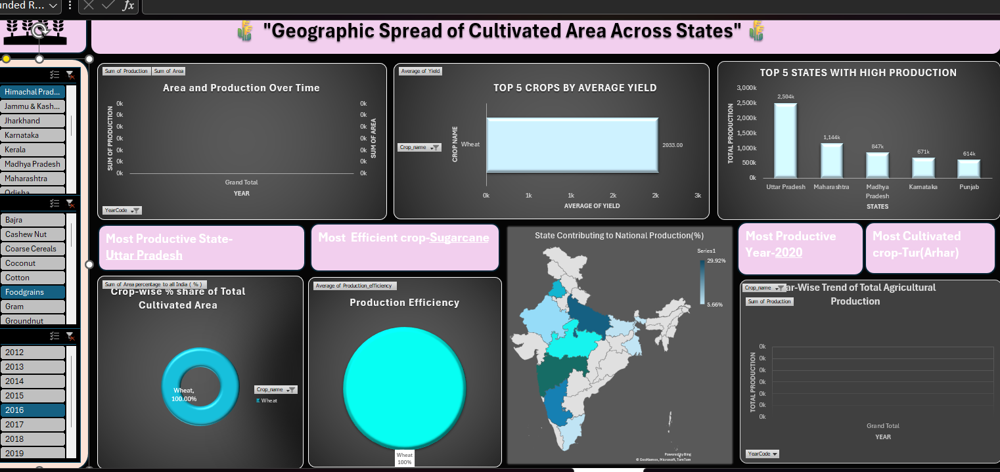 unded R...
fx
"Geographic Spread of Cultivated Area Across States"
Himachal Prad...
Jammu & Kash...
Jharkhand
Karnataka
Kerala
Madhya Pradesh
Maharashtra
Odisha
Bajra
Cashew Nut
Coarse Cereals
Coconut
Cotton
Foodgrains
Gram
Groundnut
2012
2013
2014
2015
2016
2017
2018
2019
Sum of Production
Sum of Area
Area and Production Over Time
SUM OF PRODUCTION
0k
0k
0k
0k
0k
0k
0k
0k
0k
0k
0k
0k
0k
0k
SUM OF AREA
Grand Total
YEAR
YearCode
Average of Yield
TOP 5 CROPS BY AVERAGE YIELD
Crop_name
CROP NAME
Wheat
2033.00
0k
1k
1k
2k
2k
3k
AVERAGE OF YIELD
TOP 5 STATES WITH HIGH PRODUCTION
TOTAL PRODUCTION
3,000k
2,500k
2,000k
1,500k
1,000k
500k
0k
2,504k
1,144k
847k
671k
614k
Uttar Pradesh
Maharashtra
Madhya
Pradesh
Karnataka
Punjab
STATES
Most Productive State-
Uttar Pradesh
Most Efficient crop-Sugarcane
State Contributing to National Production(%)
Series1
29.92%
5.66%
Powered by Bing
© GeoNames, Microsoft, TomTom
Most Productive
Year-2020
Most Cultivated
crop-Tur(Arhar)
Sum of Area percentage to all India ( % )
Crop-wise % share of Total
Cultivated Area
Wheat,
100.00%
Crop_name
Wheat
Average of Production_efficiency
Production Efficiency
Wheat
100%
Crop_name
ar-Wise Trend of Total Agricultural
Production
Sum of Production
TOTAL PRODUCTION
0k
0k
0k
0k
0k
0k
0k
Grand Total
YEAR
YearCode